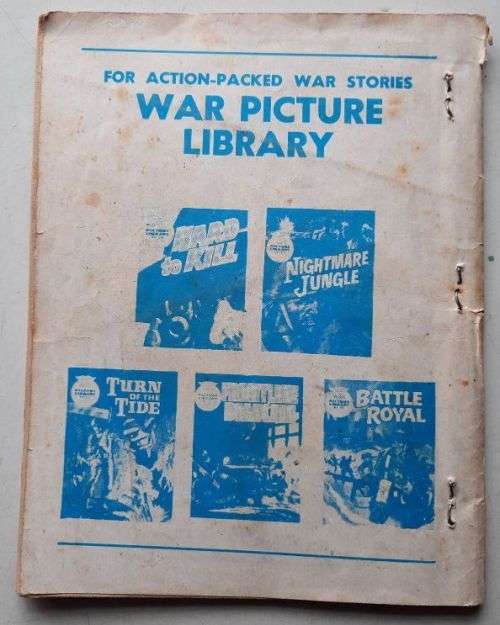 FOR ACTION-PACKED WAR STORIES
WAR PICTURE
LIBRARY
HARD
to KILL
NIGHTMARE
JUNGLE
TURN
OF THE
TIDE
BATTLE
ROYAL